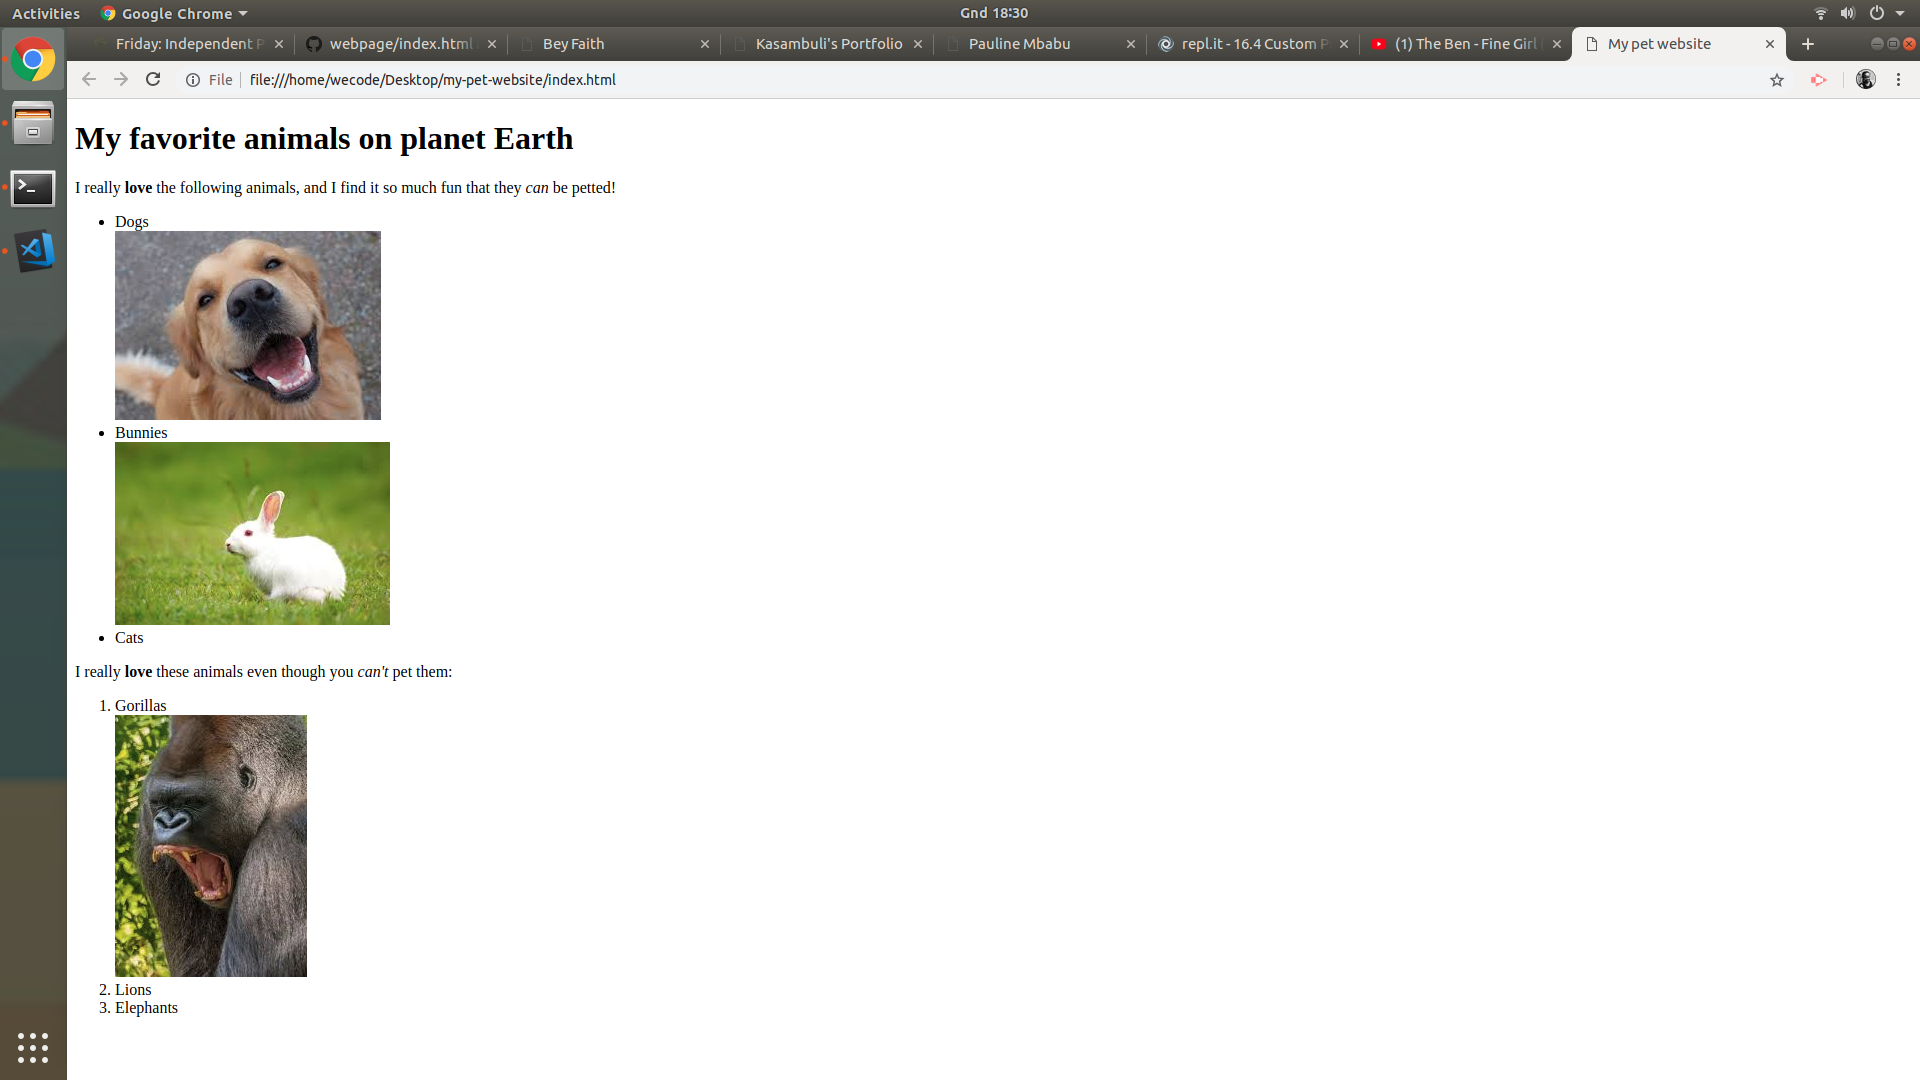 Activities Google Chrome Gnd 18:30
Friday: Independent P webpage/index.html Bey Faith Kasambuli's Portfolio Pauline Mbabu repl.it - 16.4 Custom P (1) The Ben - Fine Girl ( My pet website
File file:///home/wecode/Desktop/my-pet-website/index.html
My favorite animals on planet Earth
I really love the following animals, and I find it so much fun that they can be petted!
• Dogs
• Bunnies
• Cats
I really love these animals even though you can't pet them:
1. Gorillas
2. Lions
3. Elephants